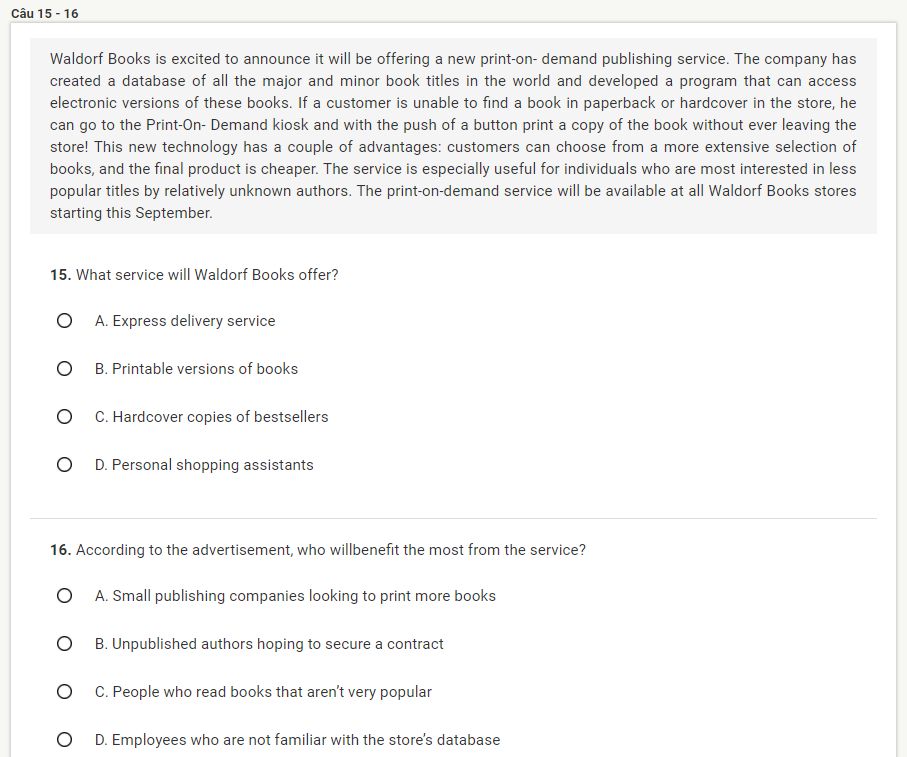 Câu 15 - 16
Waldorf Books is excited to announce it will be offering a new print-on- demand publishing service. The company has
created a database of all the major and minor book titles in the world and developed a program that can access
electronic versions of these books. If a customer is unable to find a book in paperback or hardcover in the store, he
can go to the Print-On- Demand kiosk and with the push of a button print a copy of the book without ever leaving the
store! This new technology has a couple of advantages: customers can choose from a more extensive selection of
books, and the final product is cheaper. The service is especially useful for individuals who are most interested in less
popular titles by relatively unknown authors. The print-on-demand service will be available at all Waldorf Books stores
starting this September.
15. What service will Waldorf Books offer?
A. Express delivery service
B. Printable versions of books
C. Hardcover copies of bestsellers
D. Personal shopping assistants
16. According to the advertisement, who willbenefit the most from the service?
A. Small publishing companies looking to print more books
B. Unpublished authors hoping to secure a contract
C. People who read books that aren't very popular
D. Employees who are not familiar with the store's database